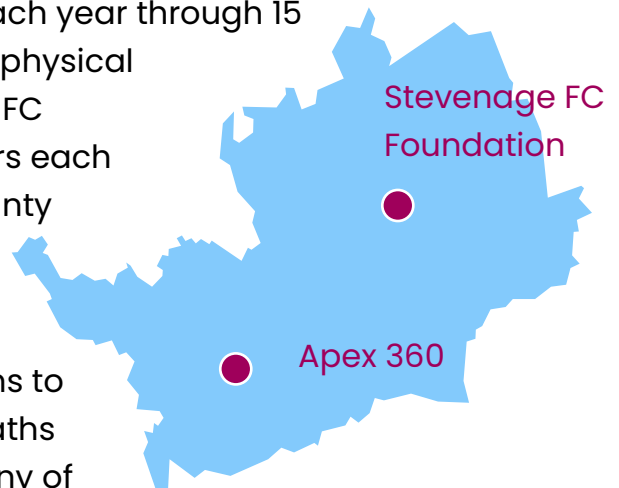 ach year through 15
physical
FC
rs each
nty
ns to
aths
ny of
Stevenage FC
Foundation
Apex 360